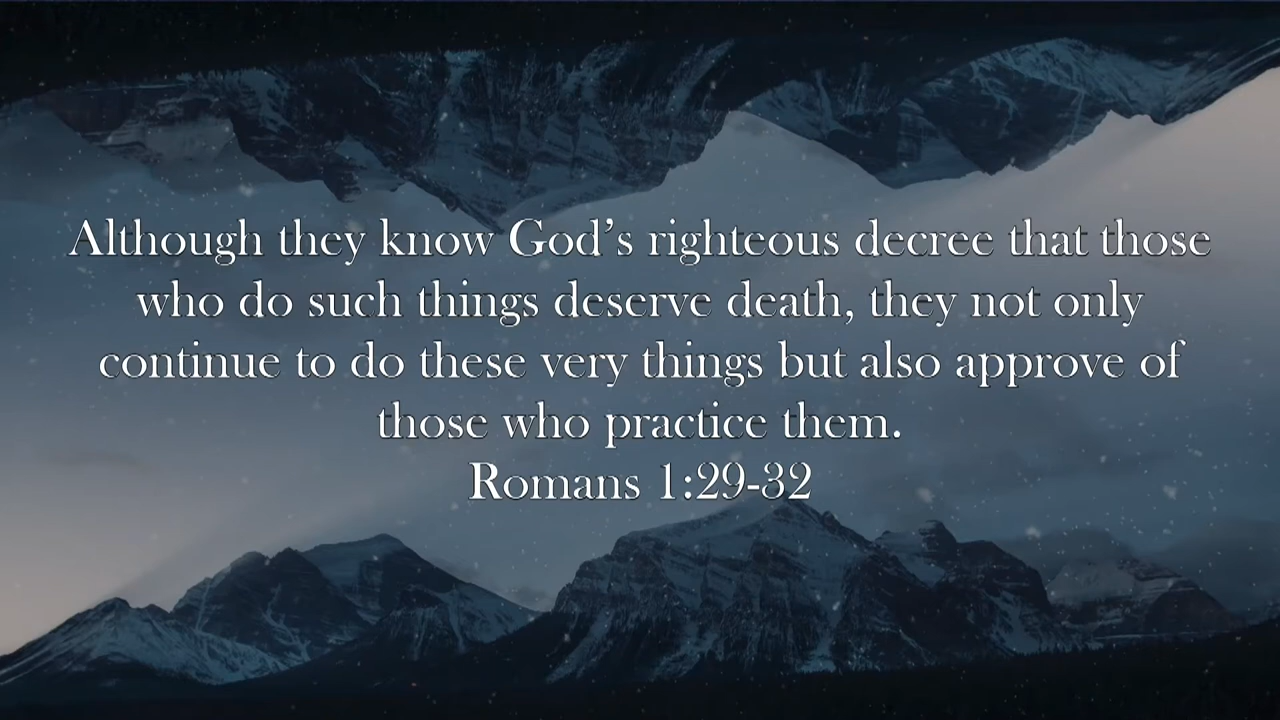 Although they know God’s righteous decree that those
who do such things deserve death, they not only
continue to do these very things but also approve of
those who practice them.
Romans 1:29-32